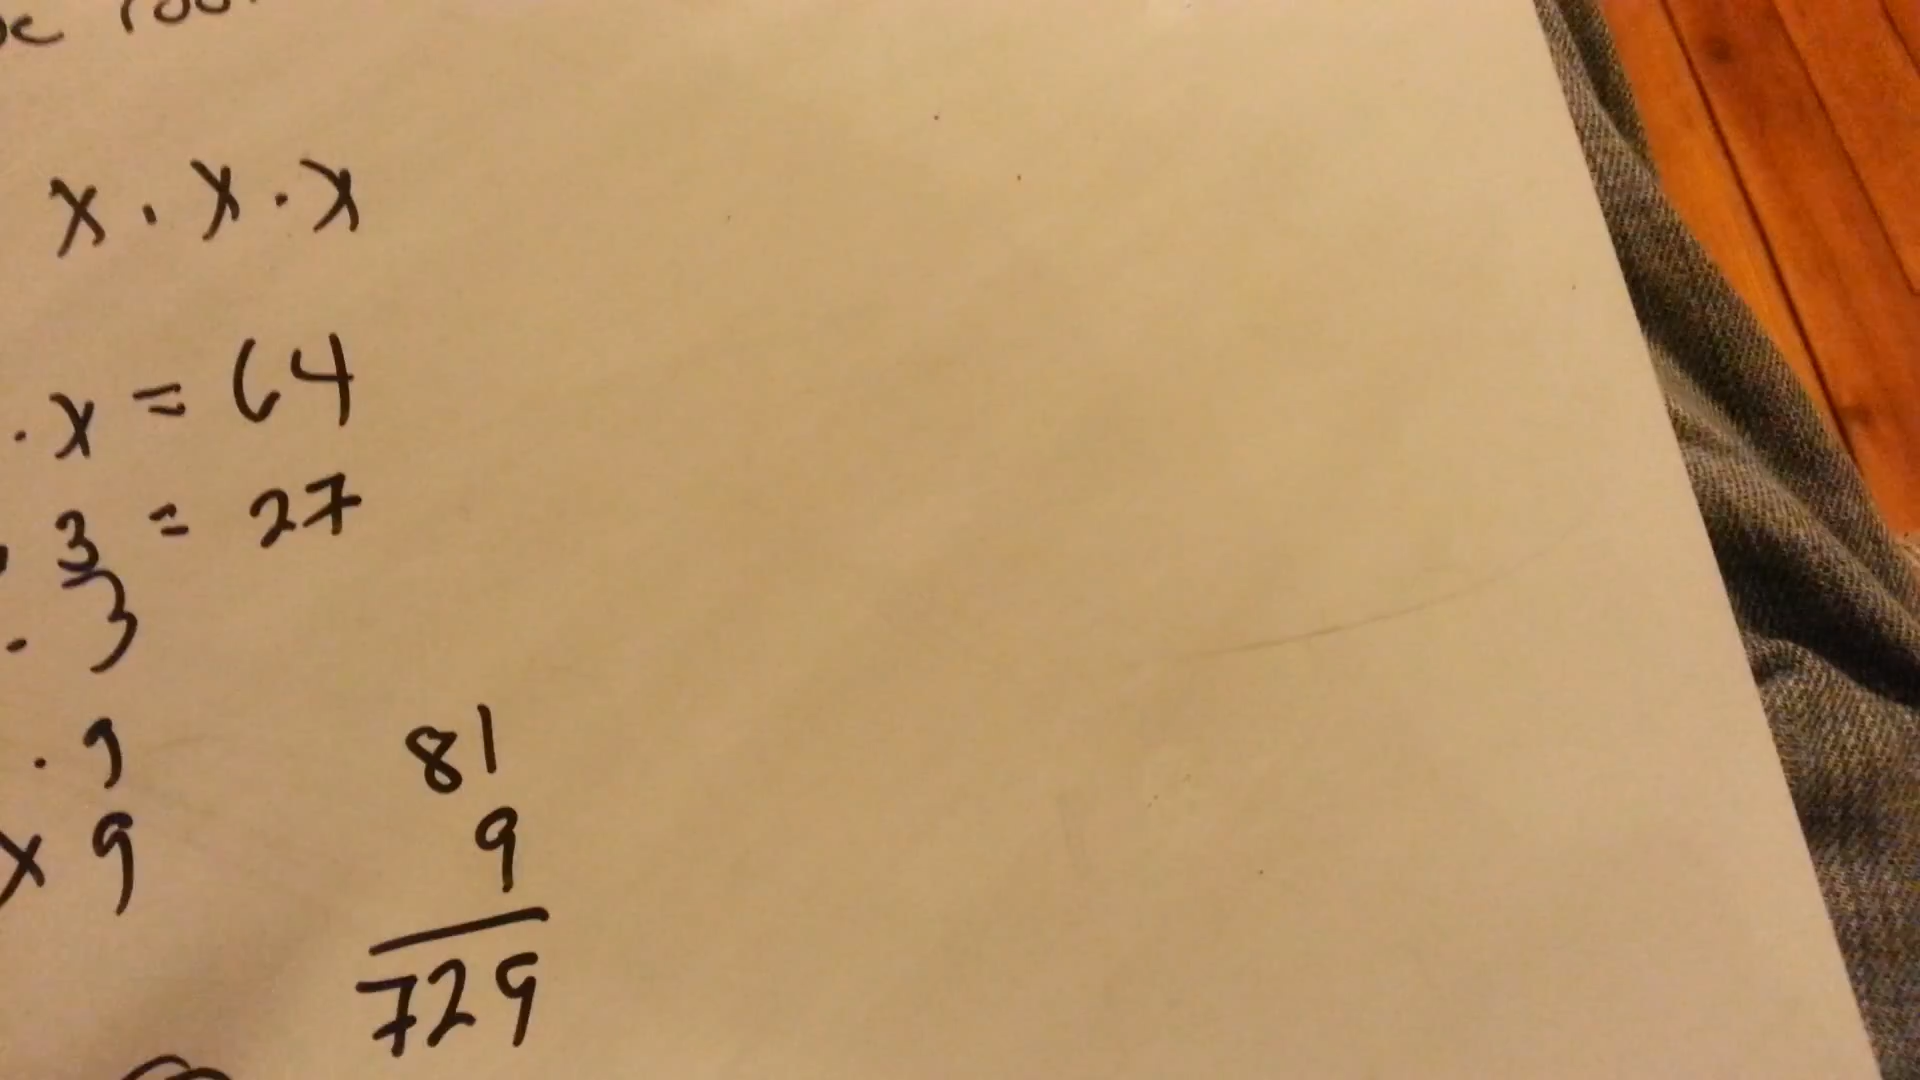 x · x · x
· x = 64
· 3 = 27
· 3
· 9
x 9
81
9
729